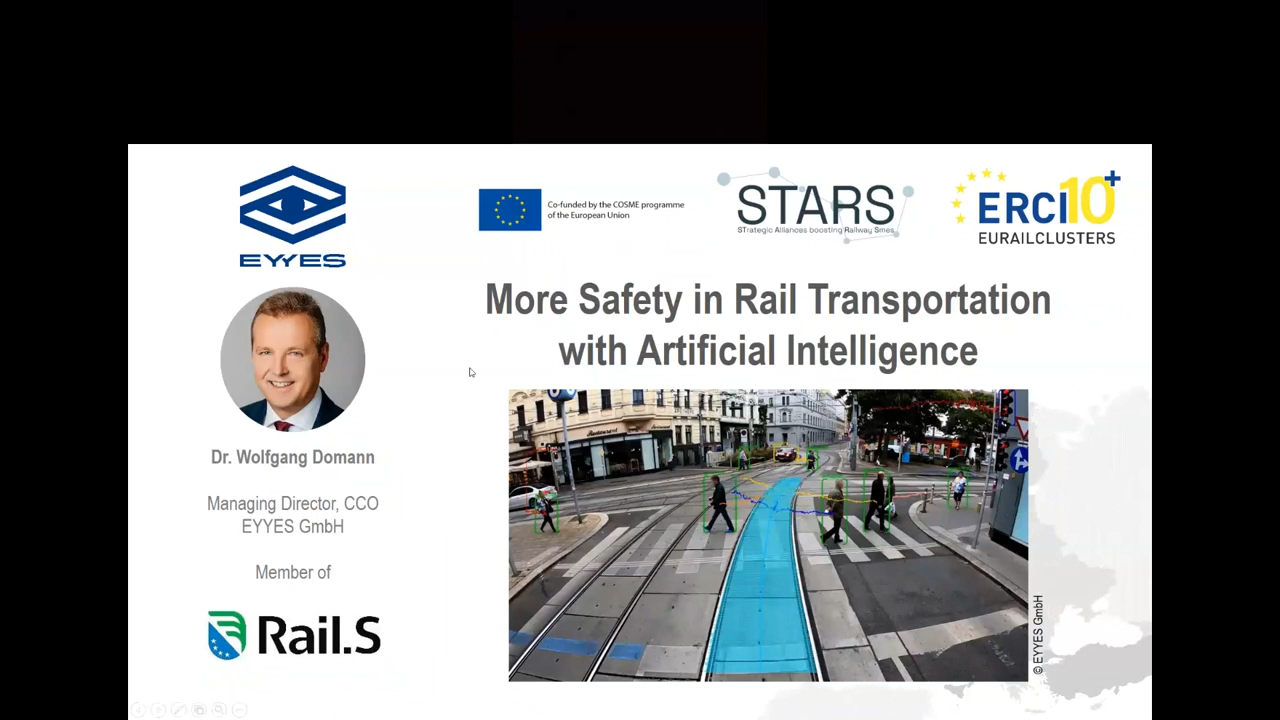 EYYES
Co-funded by the COSME programme
of the European Union
STARS
STrategic Alliances boosting Railway Smes
ERCI10+
EURAILCLUSTERS
More Safety in Rail Transportation
with Artificial Intelligence
Dr. Wolfgang Domann
Managing Director, CCO
EYYES GmbH
Member of
Rail.S
© EYYES GmbH